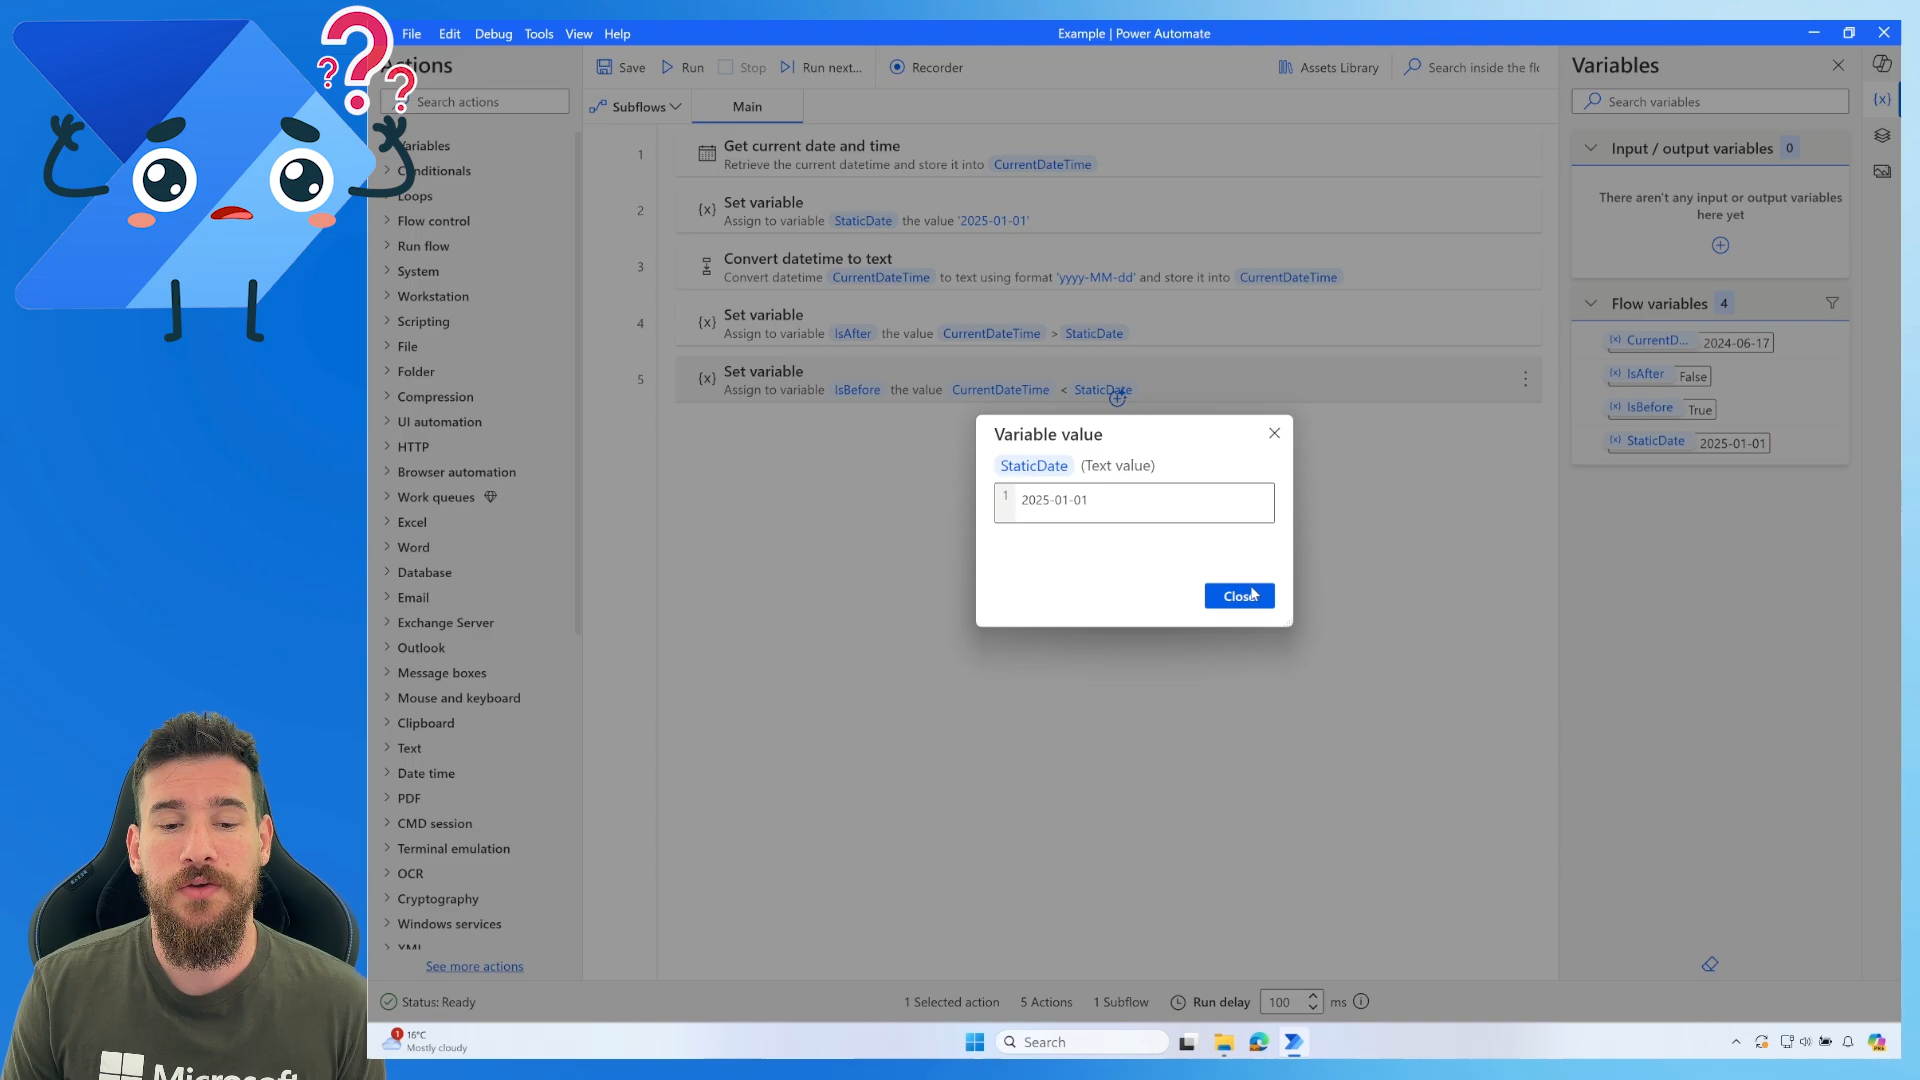 File Edit Debug Tools View Help
Example | Power Automate
Actions
Search actions
Variables
Conditionals
Loops
Flow control
Run flow
System
Workstation
Scripting
File
Folder
Compression
UI automation
HTTP
Browser automation
Work queues
Excel
Word
Database
Email
Exchange Server
Outlook
Message boxes
Mouse and keyboard
Clipboard
Text
Date time
PDF
CMD session
Terminal emulation
OCR
Cryptography
Windows services
XML
See more actions
Save Run Stop Run next... Recorder
Assets Library Search inside the flo
Subflows Main
1 Get current date and time
Retrieve the current datetime and store it into CurrentDateTime
2 {x} Set variable
Assign to variable StaticDate the value '2025-01-01'
3 Convert datetime to text
Convert datetime CurrentDateTime to text using format 'yyyy-MM-dd' and store it into CurrentDateTime
4 {x} Set variable
Assign to variable IsAfter the value CurrentDateTime > StaticDate
5 {x} Set variable
Assign to variable IsBefore the value CurrentDateTime < StaticDate
Variable value
StaticDate (Text value)
1 2025-01-01
Close
Variables
Search variables
Input / output variables 0
There aren't any input or output variables
here yet
Flow variables 4
{x} CurrentD... 2024-06-17
{x} IsAfter False
{x} IsBefore True
{x} StaticDate 2025-01-01
{x}
Status: Ready
1 Selected action 5 Actions 1 Subflow Run delay 100 ms
1 16°C
Mostly cloudy
Search
PRE
???
RAZER
Microsoft